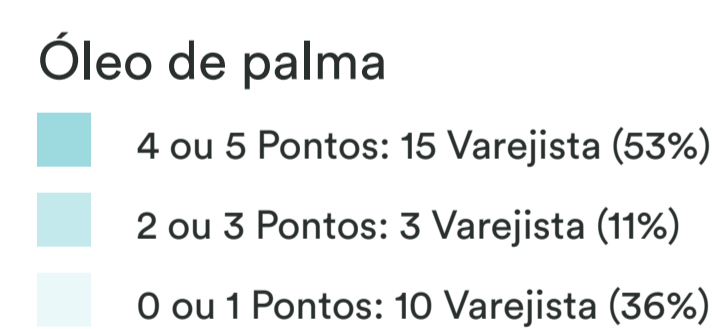 Óleo de palma
4 ou 5 Pontos: 15 Varejista (53%)
2 ou 3 Pontos: 3 Varejista (11%)
0 ou 1 Pontos: 10 Varejista (36%)